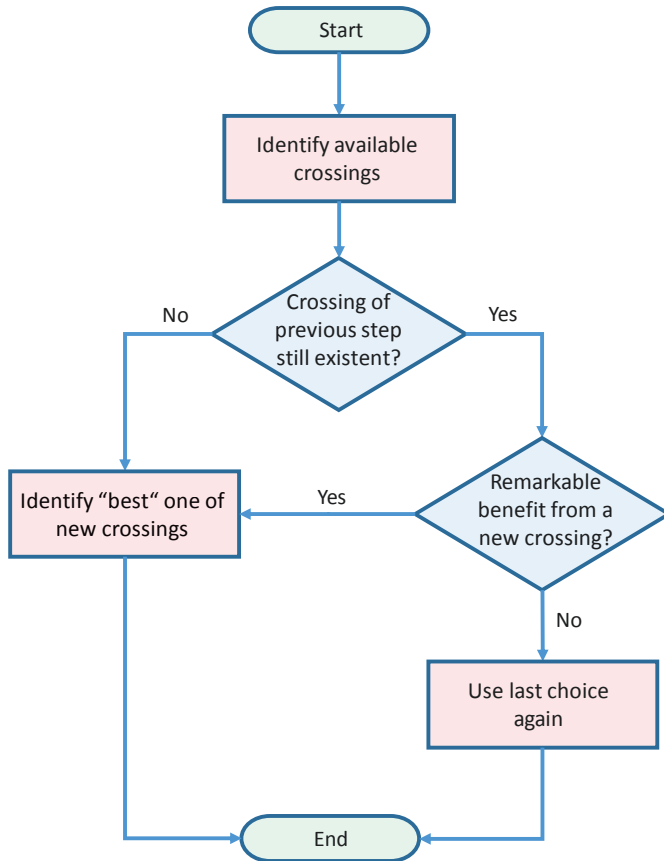 Start
Identify available
crossings
Crossing of
previous step
still existent?
No
Yes
Identify “best“ one of
new crossings
Yes
Remarkable
benefit from a
new crossing?
No
Use last choice
again
End